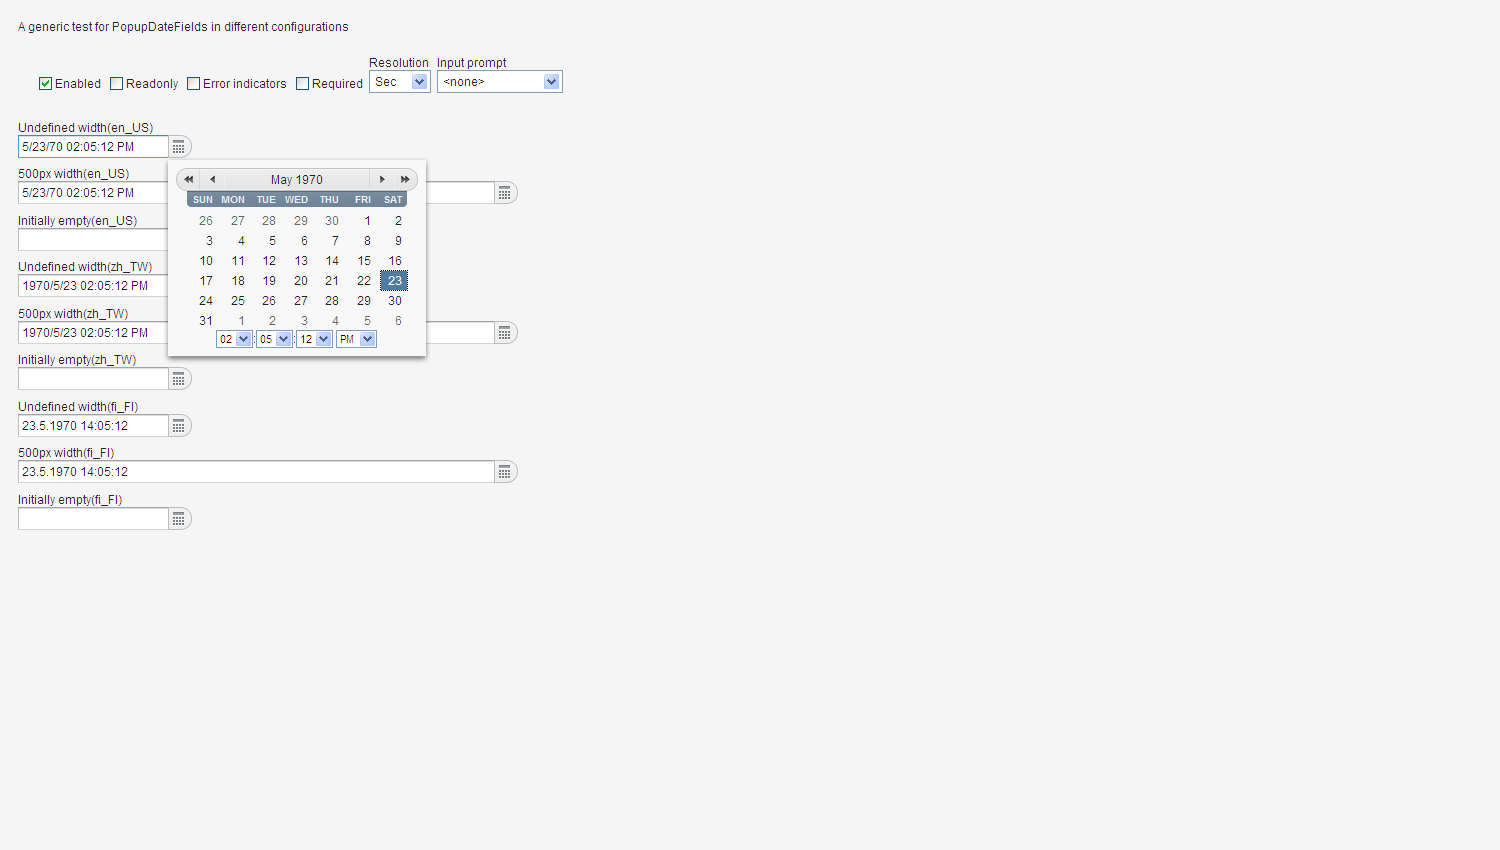 A generic test for PopupDateFields in different configurations
Resolution Input prompt
Enabled Readonly Error indicators Required Sec <none>
Undefined width(en_US)
5/23/70 02:05:12 PM
500px width(en_US)
5/23/70 02:05:12 PM
Initially empty(en_US)
Undefined width(zh_TW)
1970/5/23 02:05:12 PM
500px width(zh_TW)
1970/5/23 02:05:12 PM
Initially empty(zh_TW)
Undefined width(fi_FI)
23.5.1970 14:05:12
500px width(fi_FI)
23.5.1970 14:05:12
Initially empty(fi_FI)
May 1970
SUN MON TUE WED THU FRI SAT
26 27 28 29 30 1 2
3 4 5 6 7 8 9
10 11 12 13 14 15 16
17 18 19 20 21 22 23
24 25 26 27 28 29 30
31 1 2 3 4 5 6
02 : 05 : 12 PM